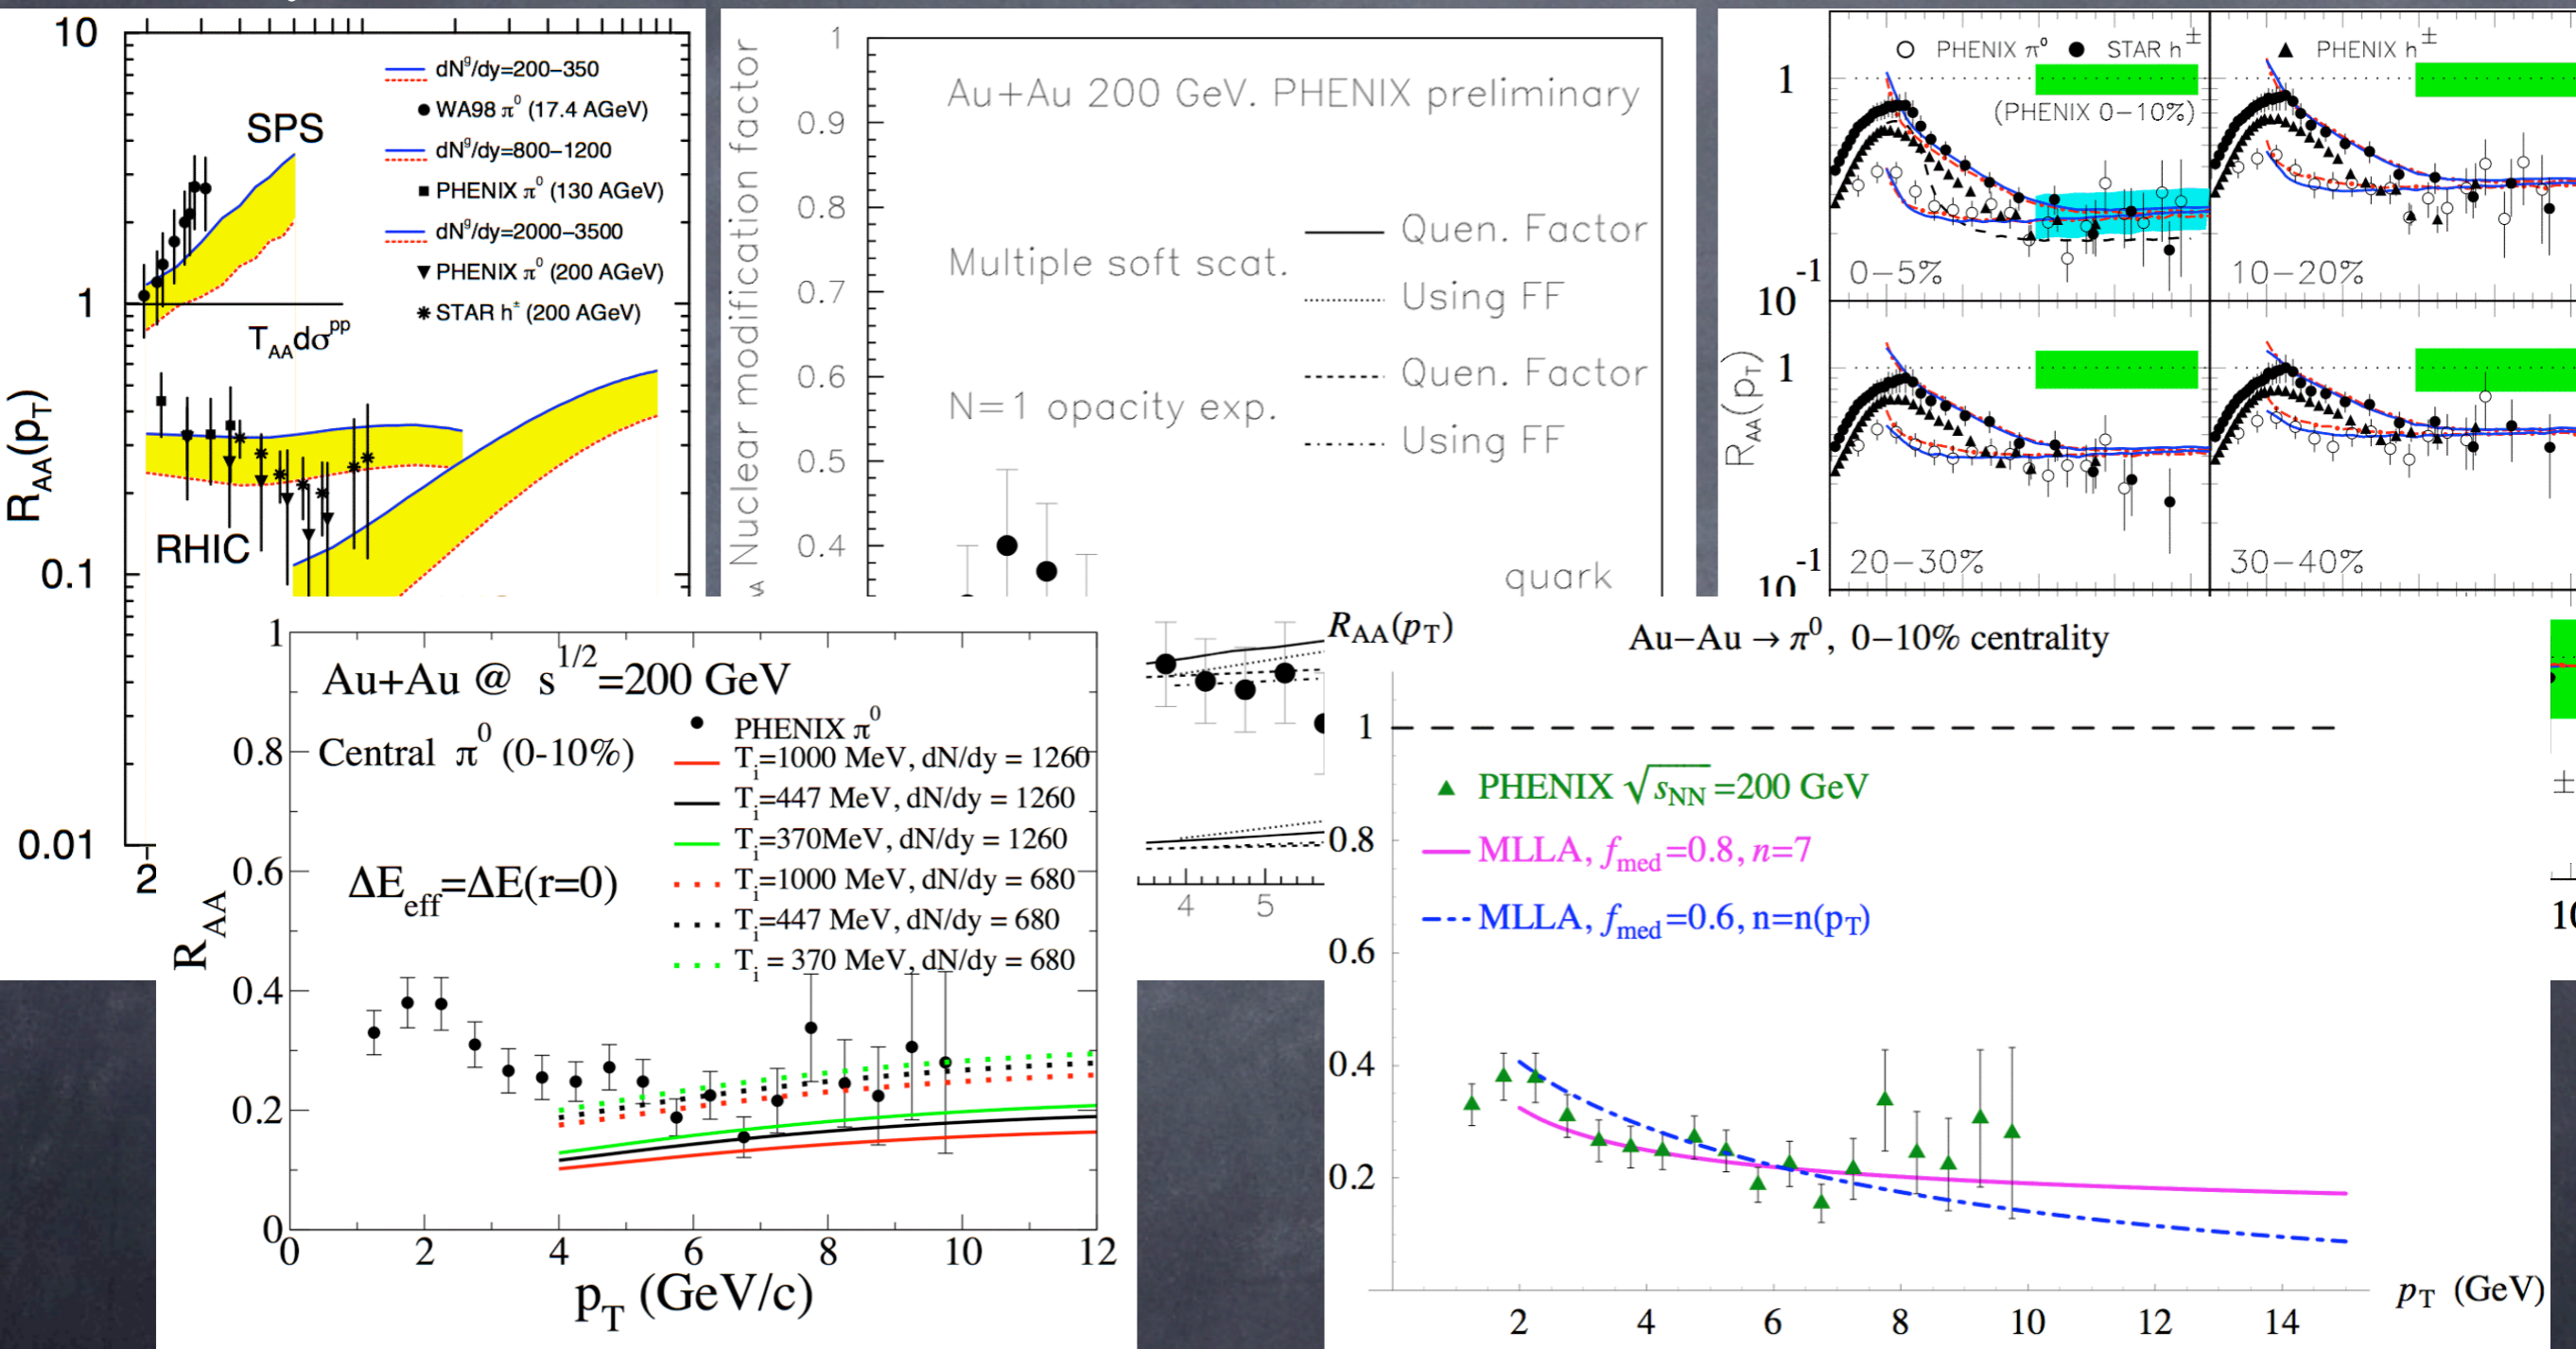 10
1
0.1
0.01
2
R_AA(p_T)
SPS
RHIC
T_AA dσ^pp
dN^g/dy=200–350
WA98 π^0 (17.4 AGeV)
dN^g/dy=800–1200
PHENIX π^0 (130 AGeV)
dN^g/dy=2000–3500
PHENIX π^0 (200 AGeV)
STAR h^± (200 AGeV)
Nuclear modification factor
1
0.9
0.8
0.7
0.6
0.5
0.4
Au+Au 200 GeV. PHENIX preliminary
Multiple soft scat.
Quen. Factor
Using FF
N=1 opacity exp.
Quen. Factor
Using FF
quark
4 5
R_AA(p_T)
PHENIX π^0
STAR h^±
PHENIX h^±
(PHENIX 0–10%)
1
10^-1
0–5%
10–20%
1
10^-1
20–30%
30–40%
±
R_AA
1
0.8
0.6
0.4
0.2
0
Au+Au @ s^1/2=200 GeV
Central π^0 (0-10%)
ΔE_eff=ΔE(r=0)
PHENIX π^0
T_i=1000 MeV, dN/dy = 1260
T_i=447 MeV, dN/dy = 1260
T_i=370MeV, dN/dy = 1260
T_i=1000 MeV, dN/dy = 680
T_i=447 MeV, dN/dy = 680
T_i = 370 MeV, dN/dy = 680
0 2 4 6 8 10 12
p_T (GeV/c)
R_AA(p_T)
Au–Au → π^0, 0–10% centrality
1
0.8
0.6
0.4
0.2
PHENIX √s_NN=200 GeV
MLLA, f_med=0.8, n=7
MLLA, f_med=0.6, n=n(p_T)
2 4 6 8 10 12 14
p_T (GeV)